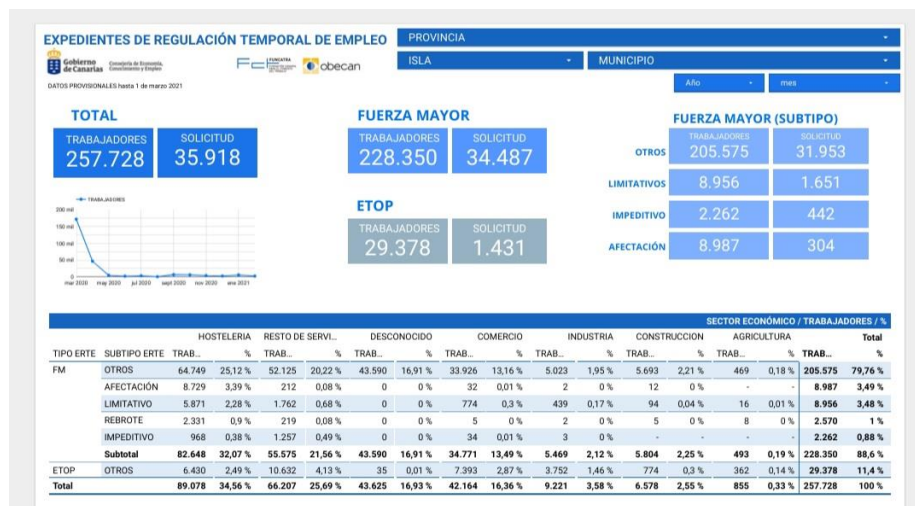 EXPEDIENTES DE REGULACIÓN TEMPORAL DE EMPLEO
PROVINCIA
ISLA
MUNICIPIO
Gobierno de Canarias
Consejería de Economía, Conocimiento y Empleo
FUNCATRA
obecan
DATOS PROVISIONALES hasta 1 de marzo 2021
Año
mes
TOTAL
TRABAJADORES 257.728
SOLICITUD 35.918
FUERZA MAYOR
TRABAJADORES 228.350
SOLICITUD 34.487
ETOP
TRABAJADORES 29.378
SOLICITUD 1.431
FUERZA MAYOR (SUBTIPO)
TRABAJADORES SOLICITUD
OTROS 205.575 31.953
LIMITATIVOS 8.956 1.651
IMPEDITIVO 2.262 442
AFECTACIÓN 8.987 304
TRABAJADORES
200 mil
150 mil
100 mil
50 mil
0
mar 2020 may 2020 jul 2020 sept 2020 nov 2020 ene 2021
SECTOR ECONÓMICO / TRABAJADORES / %
HOSTELERIA RESTO DE SERVI... DESCONOCIDO COMERCIO INDUSTRIA CONSTRUCCION AGRICULTURA Total
TIPO ERTE SUBTIPO ERTE TRAB... % TRAB... % TRAB... % TRAB... % TRAB... % TRAB... % TRAB... % TRAB... %
FM OTROS 64.749 25,12 % 52.125 20,22 % 43.590 16,91 % 33.926 13,16 % 5.023 1,95 % 5.693 2,21 % 469 0,18 % 205.575 79,76 %
AFECTACIÓN 8.729 3,39 % 212 0,08 % 0 0 % 32 0,01 % 2 0 % 12 0 % - - 8.987 3,49 %
LIMITATIVO 5.871 2,28 % 1.762 0,68 % 0 0 % 774 0,3 % 439 0,17 % 94 0,04 % 16 0,01 % 8.956 3,48 %
REBROTE 2.331 0,9 % 219 0,08 % 0 0 % 5 0 % 2 0 % 5 0 % 8 0 % 2.570 1 %
IMPEDITIVO 968 0,38 % 1.257 0,49 % 0 0 % 34 0,01 % 3 0 % - - - - 2.262 0,88 %
Subtotal 82.648 32,07 % 55.575 21,56 % 43.590 16,91 % 34.771 13,49 % 5.469 2,12 % 5.804 2,25 % 493 0,19 % 228.350 88,6 %
ETOP OTROS 6.430 2,49 % 10.632 4,13 % 35 0,01 % 7.393 2,87 % 3.752 1,46 % 774 0,3 % 362 0,14 % 29.378 11,4 %
Total 89.078 34,56 % 66.207 25,69 % 43.625 16,93 % 42.164 16,36 % 9.221 3,58 % 6.578 2,55 % 855 0,33 % 257.728 100 %